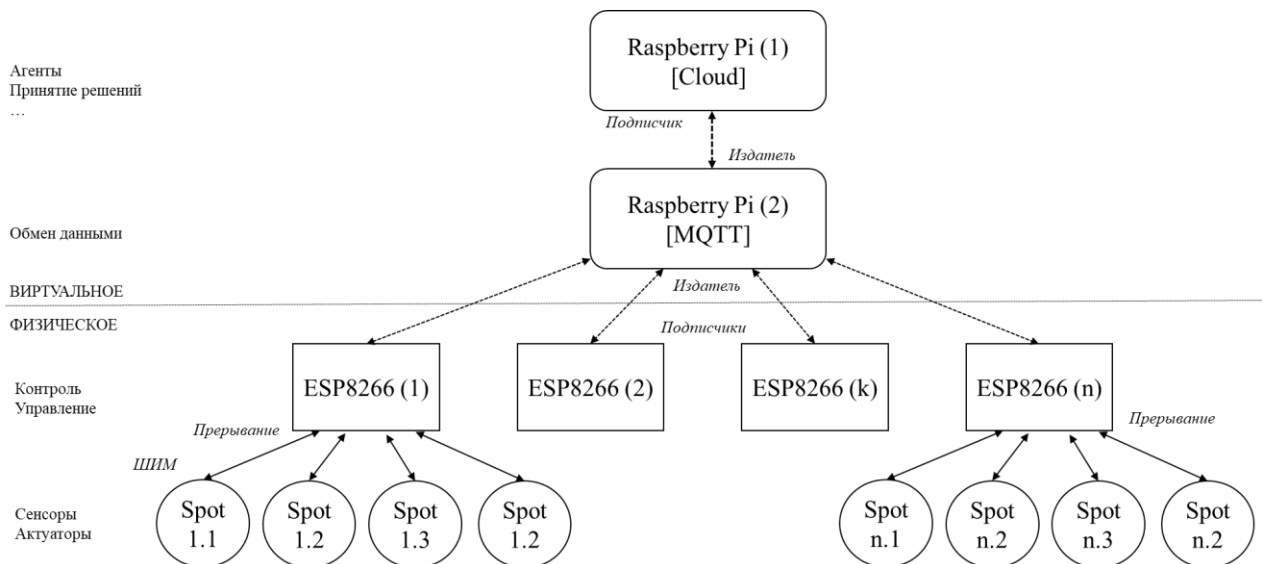 Raspberry Pi (1)
[Cloud]
Агенты
Принятие решений
...
Подписчик
Издатель
Raspberry Pi (2)
[MQTT]
Обмен данными
ВИРТУАЛЬНОЕ
Издатель
ФИЗИЧЕСКОЕ
Подписчики
Контроль
Управление
ESP8266 (1)
ESP8266 (2)
ESP8266 (k)
ESP8266 (n)
Прерывание
Прерывание
ШИМ
Сенсоры
Актуаторы
Spot
1.1
Spot
1.2
Spot
1.3
Spot
1.2
Spot
n.1
Spot
n.2
Spot
n.3
Spot
n.2